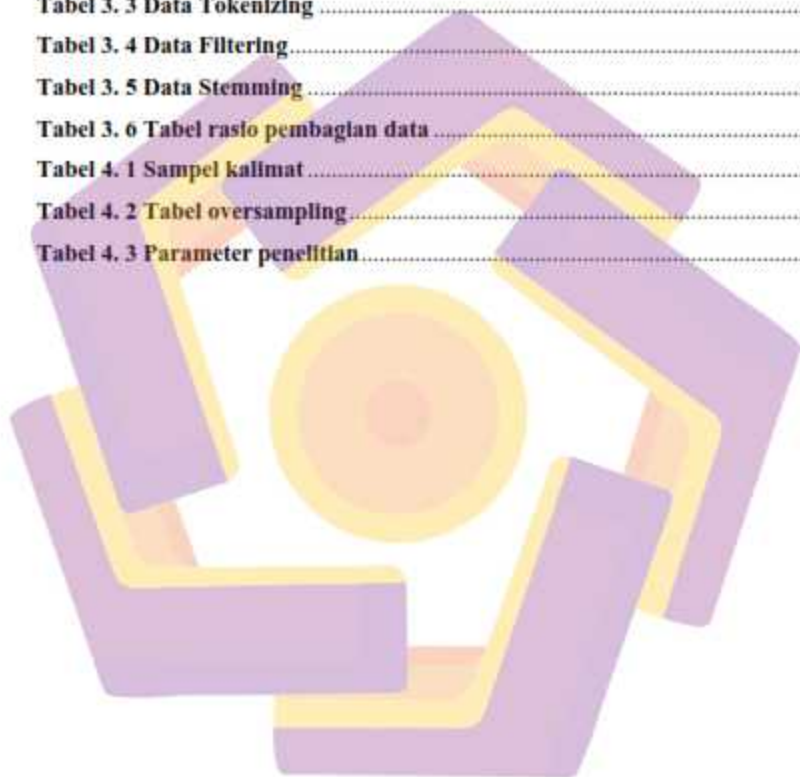 Tabel 3. 3 Data Tokenizing ........................................................................
Tabel 3. 4 Data Filtering..............................................................................
Tabel 3. 5 Data Stemming ..........................................................................
Tabel 3. 6 Tabel rasio pembagian data ......................................................
Tabel 4. 1 Sampel kalimat ..........................................................................
Tabel 4. 2 Tabel oversampling....................................................................
Tabel 4. 3 Parameter penelitian..................................................................